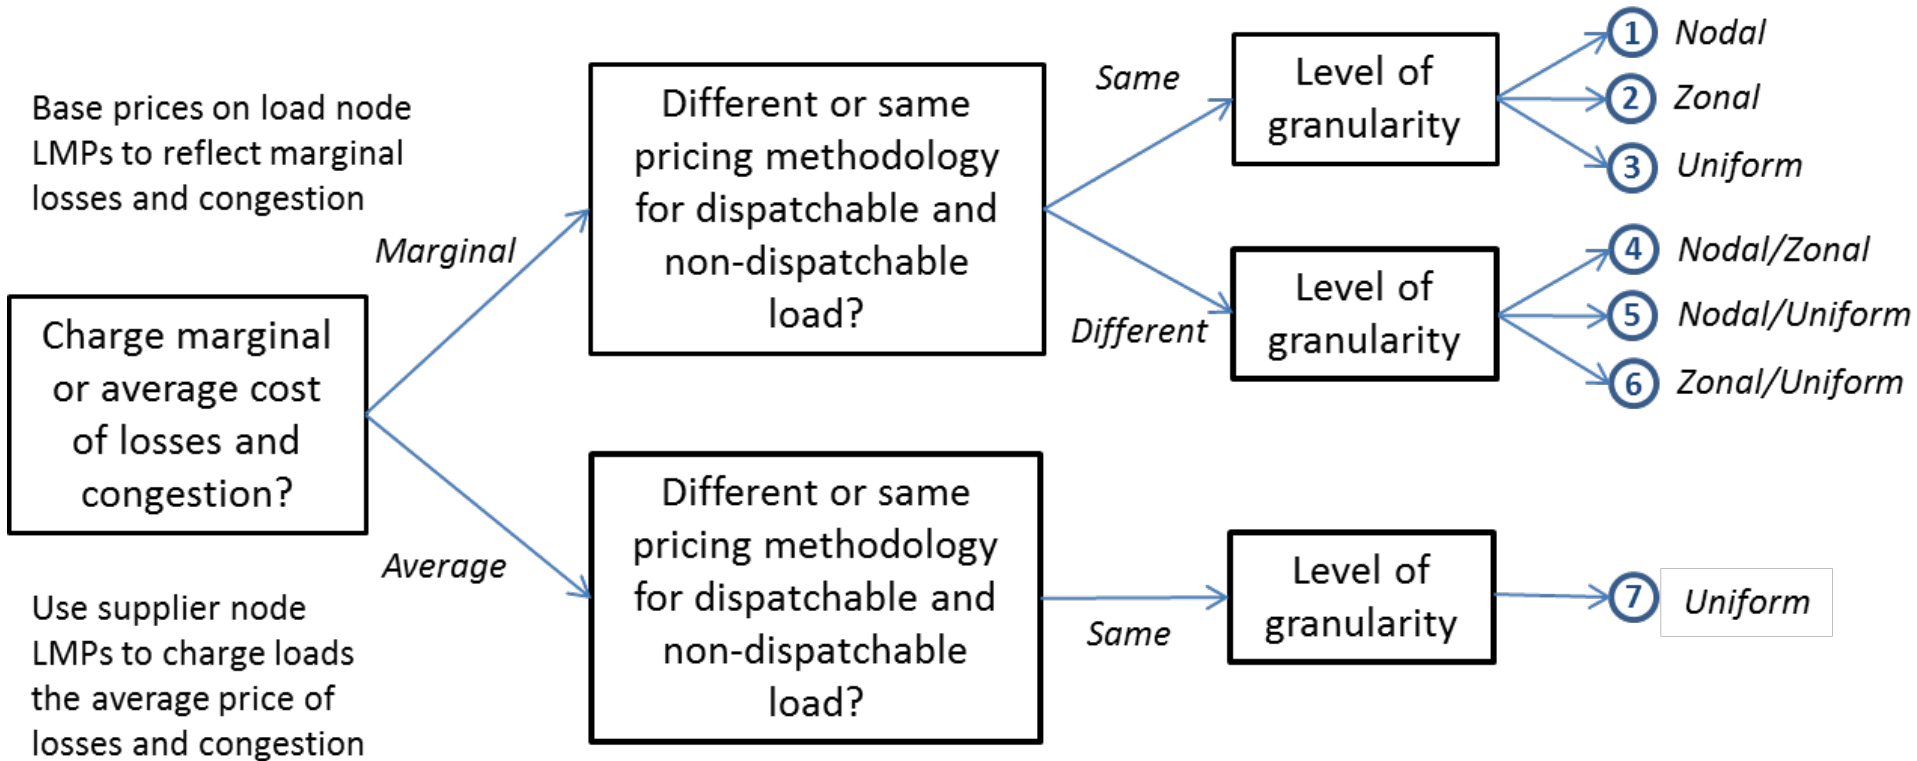 Base prices on load node
LMPs to reflect marginal
losses and congestion
Marginal
Charge marginal
or average cost
of losses and
congestion?
Average
Use supplier node
LMPs to charge loads
the average price of
losses and congestion
Different or same
pricing methodology
for dispatchable and
non-dispatchable
load?
Same
Different
Level of
granularity
1 Nodal
2 Zonal
3 Uniform
Level of
granularity
4 Nodal/Zonal
5 Nodal/Uniform
6 Zonal/Uniform
Different or same
pricing methodology
for dispatchable and
non-dispatchable
load?
Same
Level of
granularity
7 Uniform